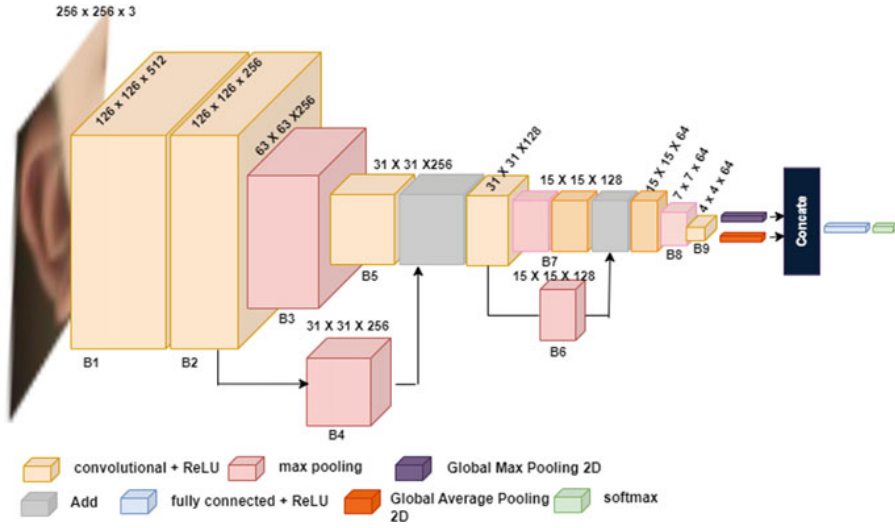 256 x 256 x 3
126 x 126 x 512
126 x 126 x 256
63 X 63 X256
31 X 31 X256
31 X 31 X128
15 X 15 X 128
15 X 15 X 64
7 x 7 x 64
4 x 4 x 64
Concate
B1
B2
B3
B5
B7
B8
B9
31 X 31 X 256
15 X 15 X 128
B4
B6
convolutional + ReLU
max pooling
Global Max Pooling 2D
Add
fully connected + ReLU
Global Average Pooling
2D
softmax